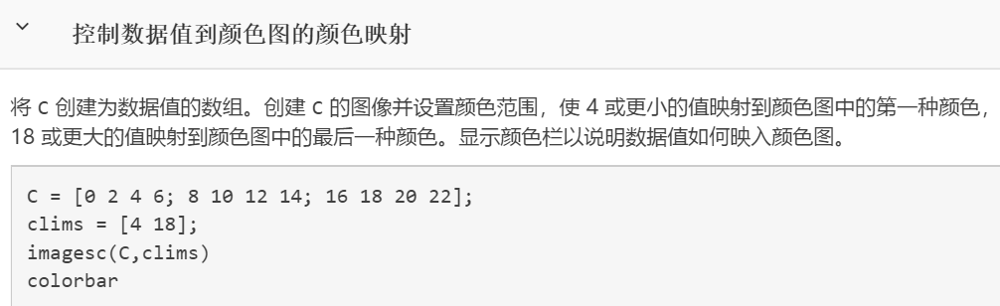 控制数据值到颜色图的颜色映射
将 C 创建为数据值的数组。创建 C 的图像并设置颜色范围，使 4 或更小的值映射到颜色图中的第一种颜色，
18 或更大的值映射到颜色图中的最后一种颜色。显示颜色栏以说明数据值如何映入颜色图。
C = [0 2 4 6; 8 10 12 14; 16 18 20 22];
clims = [4 18];
imagesc(C,clims)
colorbar